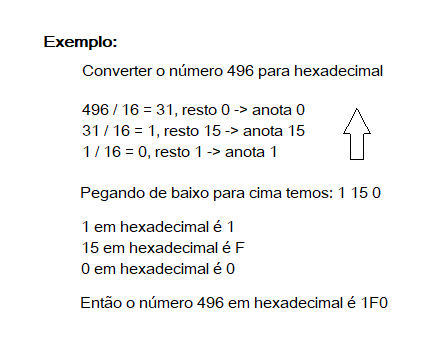 Exemplo:
Converter o número 496 para hexadecimal
496 / 16 = 31, resto 0 -> anota 0
31 / 16 = 1, resto 15 -> anota 15
1 / 16 = 0, resto 1 -> anota 1
Pegando de baixo para cima temos: 1 15 0
1 em hexadecimal é 1
15 em hexadecimal é F
0 em hexadecimal é 0
Então o número 496 em hexadecimal é 1F0